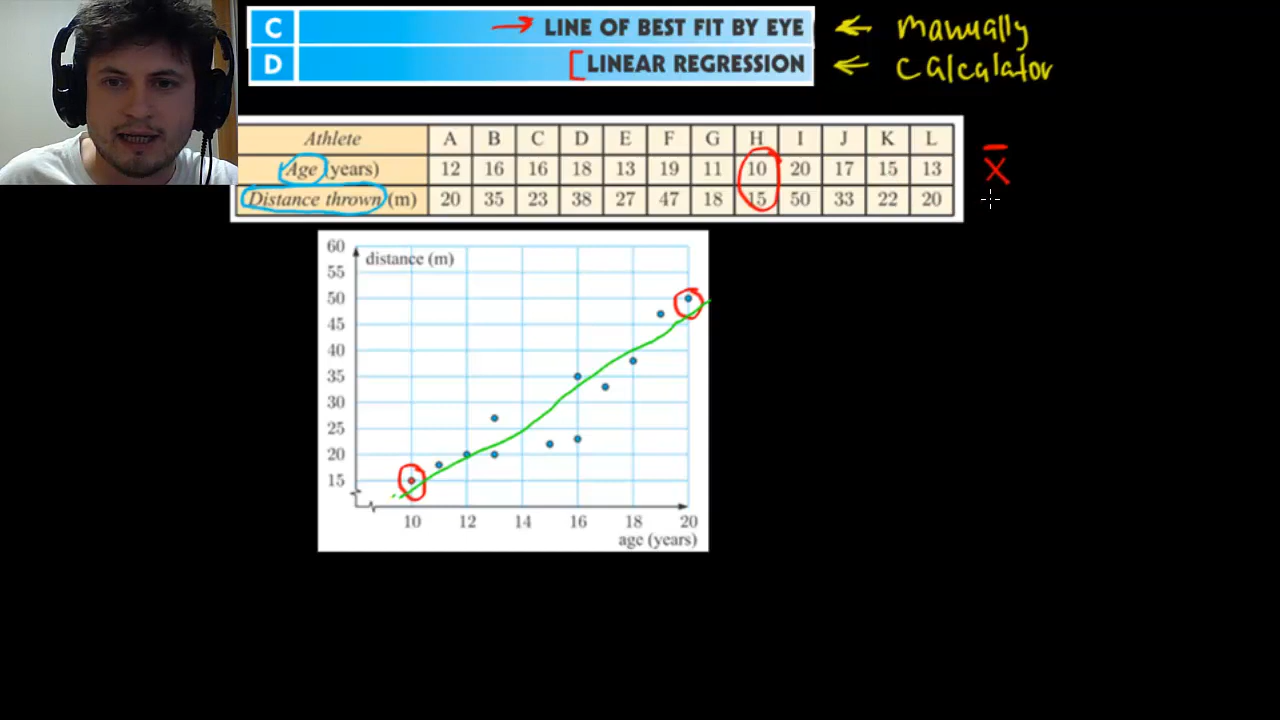 C → LINE OF BEST FIT BY EYE ← manually
D [LINEAR REGRESSION ← calcalator
Athlete A B C D E F G H I J K L
Age (years) 12 16 16 18 13 19 11 10 20 17 15 13
Distance thrown (m) 20 35 23 38 27 47 18 15 50 33 22 20
x̄
60
distance (m)
55
50
45
40
35
30
25
20
15
10 12 14 16 18 20
age (years)